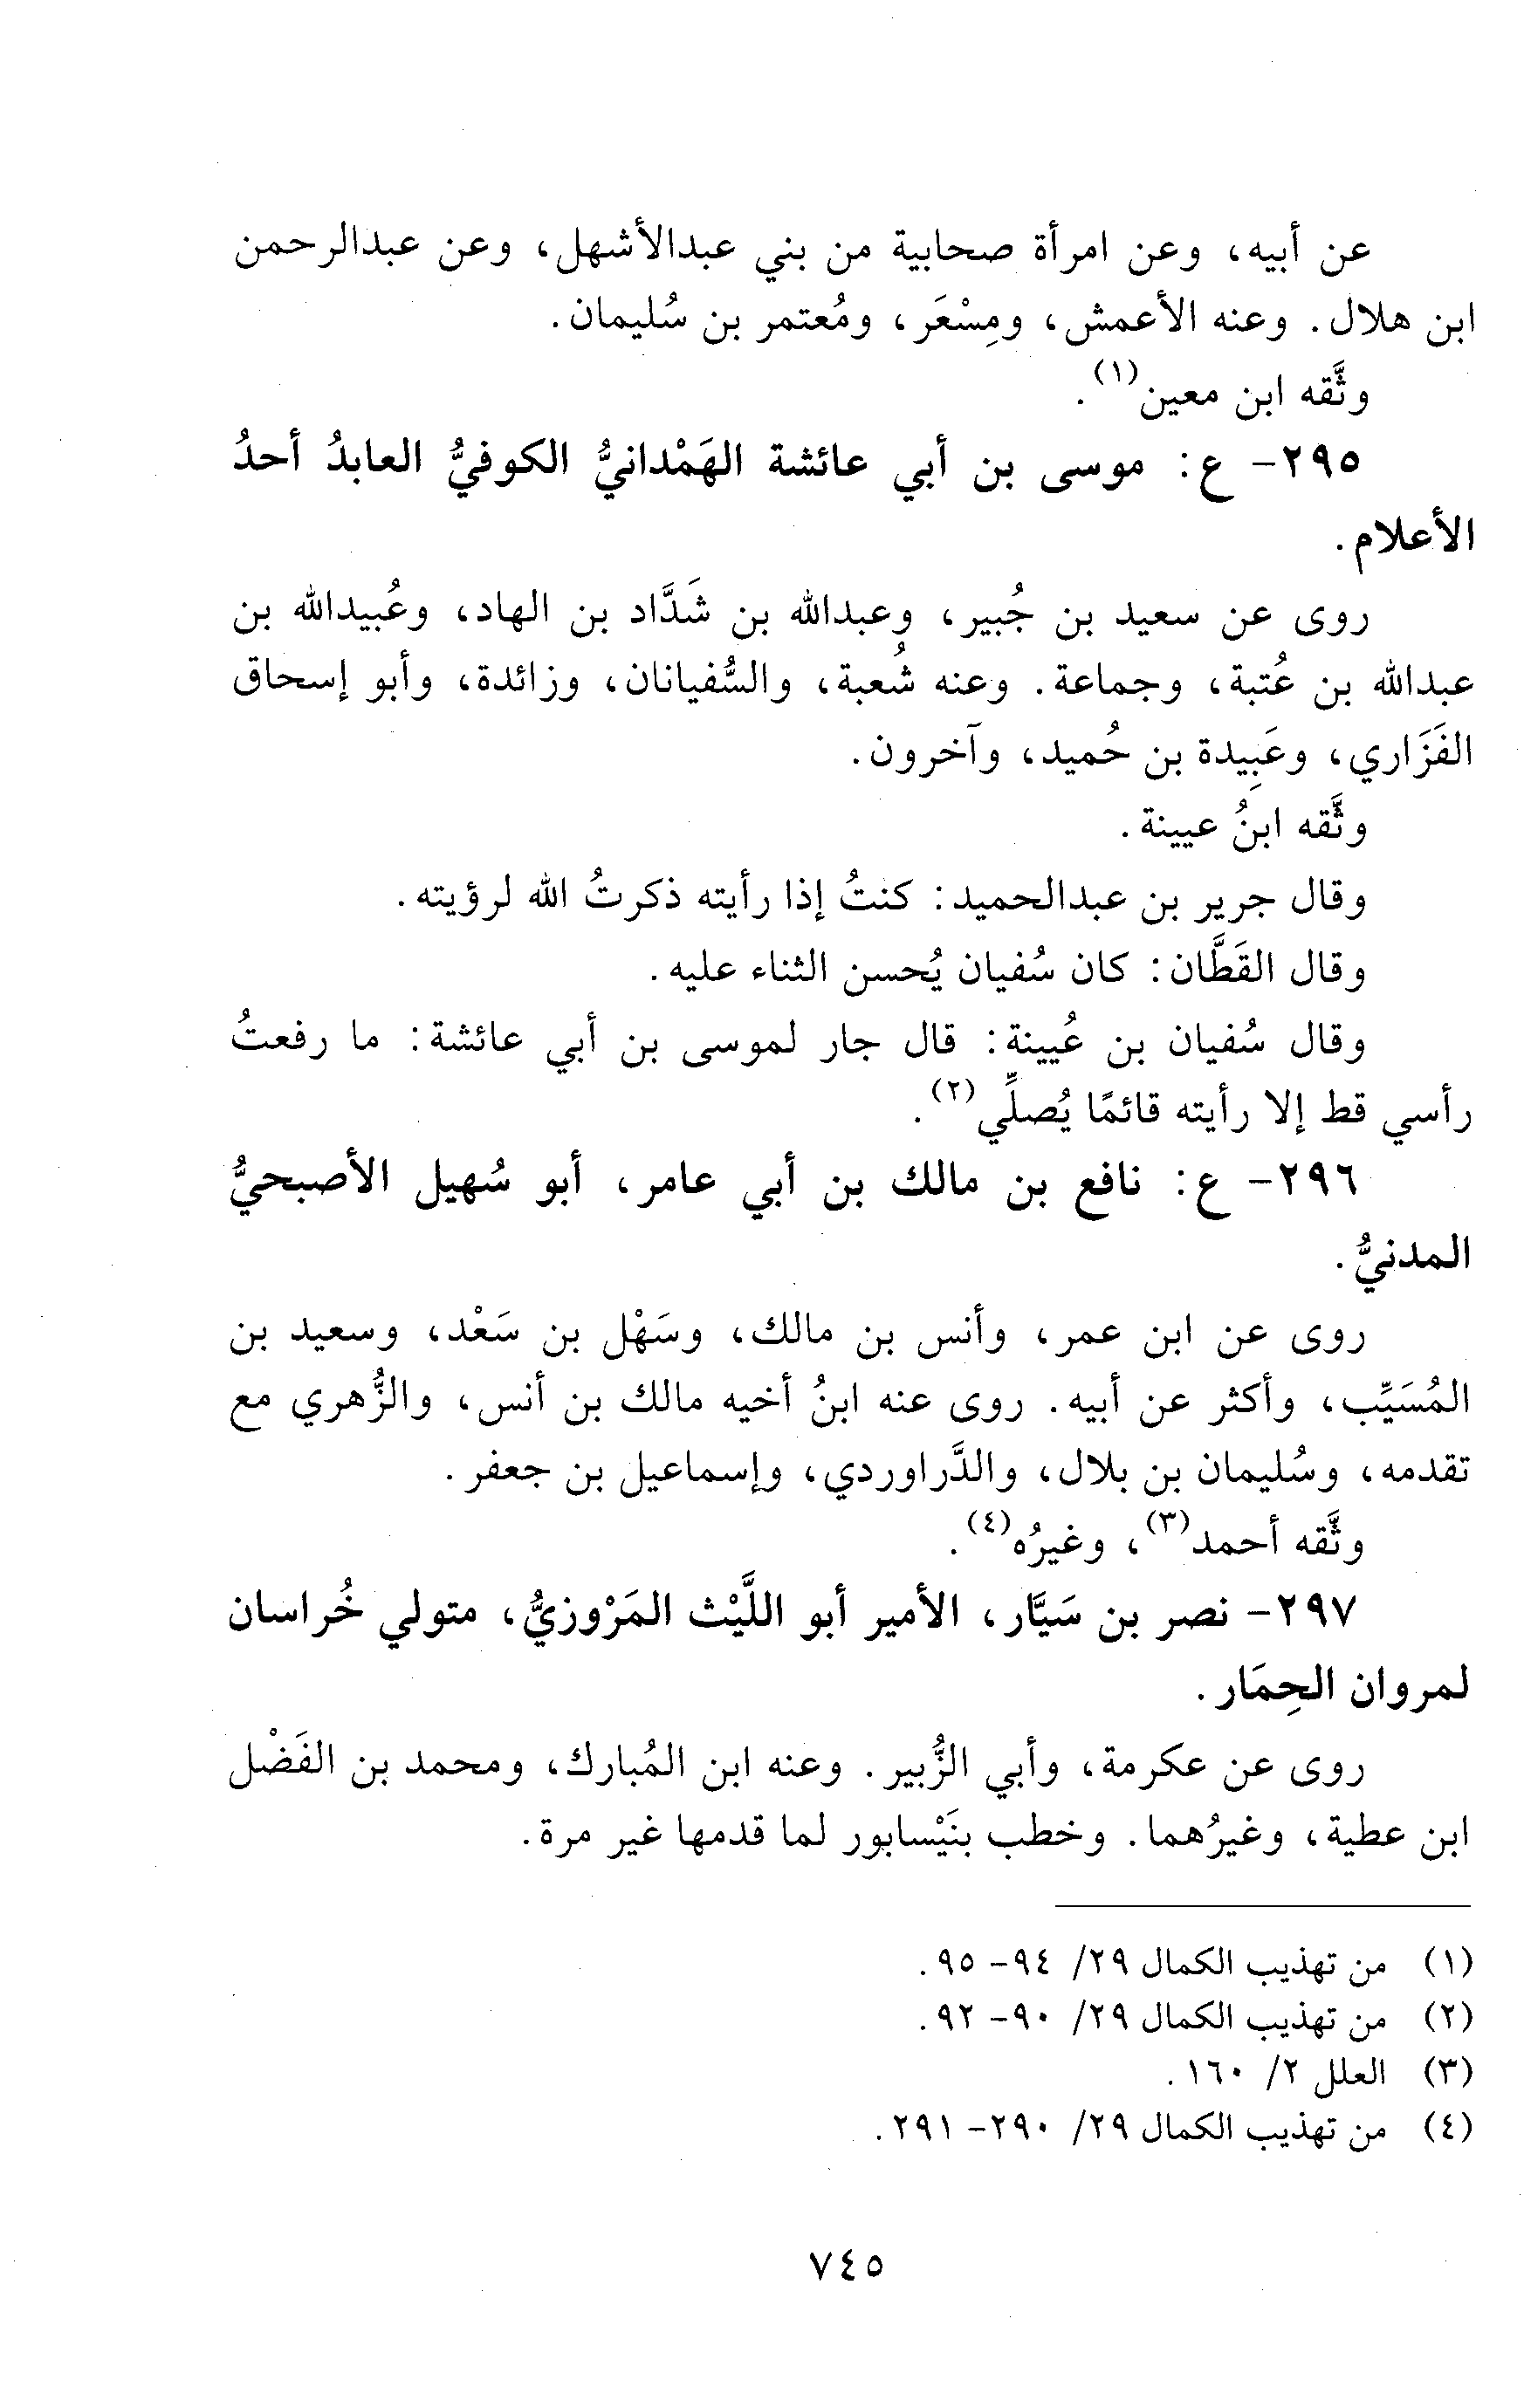 عن أبيه، وعن امرأة صحابية من بني عبدالأشهل، وعن عبدالرحمن
ابن هلال. وعنه الأعمش، ومِسْعَر، ومُعتمر بن سُليمان.
وثَّقه ابن معين(١).
٢٩٥- ع: موسى بن أبي عائشة الهَمْدانيُّ الكوفيُّ العابدُ أحدُ
الأعلام.
روى عن سعيد بن جُبير، وعبدالله بن شَدَّاد بن الهاد، وعُبيدالله بن
عبدالله بن عُتبة، وجماعة. وعنه شُعبة، والسُّفيانان، وزائدة، وأبو إسحاق
الفَزَاري، وعَبِيدة بن حُميد، وآخرون.
وثَّقه ابنُ عيينة.
وقال جرير بن عبدالحميد: كنتُ إذا رأيته ذكرتُ الله لرؤيته.
وقال القَطَّان: كان سُفيان يُحسن الثناء عليه.
وقال سُفيان بن عُيينة: قال جار لموسى بن أبي عائشة: ما رفعتُ
رأسي قط إلا رأيته قائمًا يُصلِّي(٢).
٢٩٦- ع: نافع بن مالك بن أبي عامر، أبو سُهيل الأصبحيُّ
المدنيُّ.
روى عن ابن عمر، وأنس بن مالك، وسَهْل بن سَعْد، وسعيد بن
المُسَيِّب، وأكثر عن أبيه. روى عنه ابنُ أخيه مالك بن أنس، والزُّهري مع
تقدمه، وسُليمان بن بلال، والدَّراوردي، وإسماعيل بن جعفر.
وثَّقه أحمد(٣)، وغيرُه(٤).
٢٩٧- نصر بن سَيَّار، الأمير أبو اللَّيْث المَرْوزيُّ، متولي خُراسان
لمروان الحِمَار.
روى عن عكرمة، وأبي الزُّبير. وعنه ابن المُبارك، ومحمد بن الفَضْل
ابن عطية، وغيرُهما. وخطب بنَيْسابور لما قدمها غير مرة.
(١) من تهذيب الكمال ٢٩/ ٩٤- ٩٥.
(٢) من تهذيب الكمال ٢٩/ ٩٠- ٩٢.
(٣) العلل ٢/ ١٦٠.
(٤) من تهذيب الكمال ٢٩/ ٢٩٠- ٢٩١.
٧٤٥